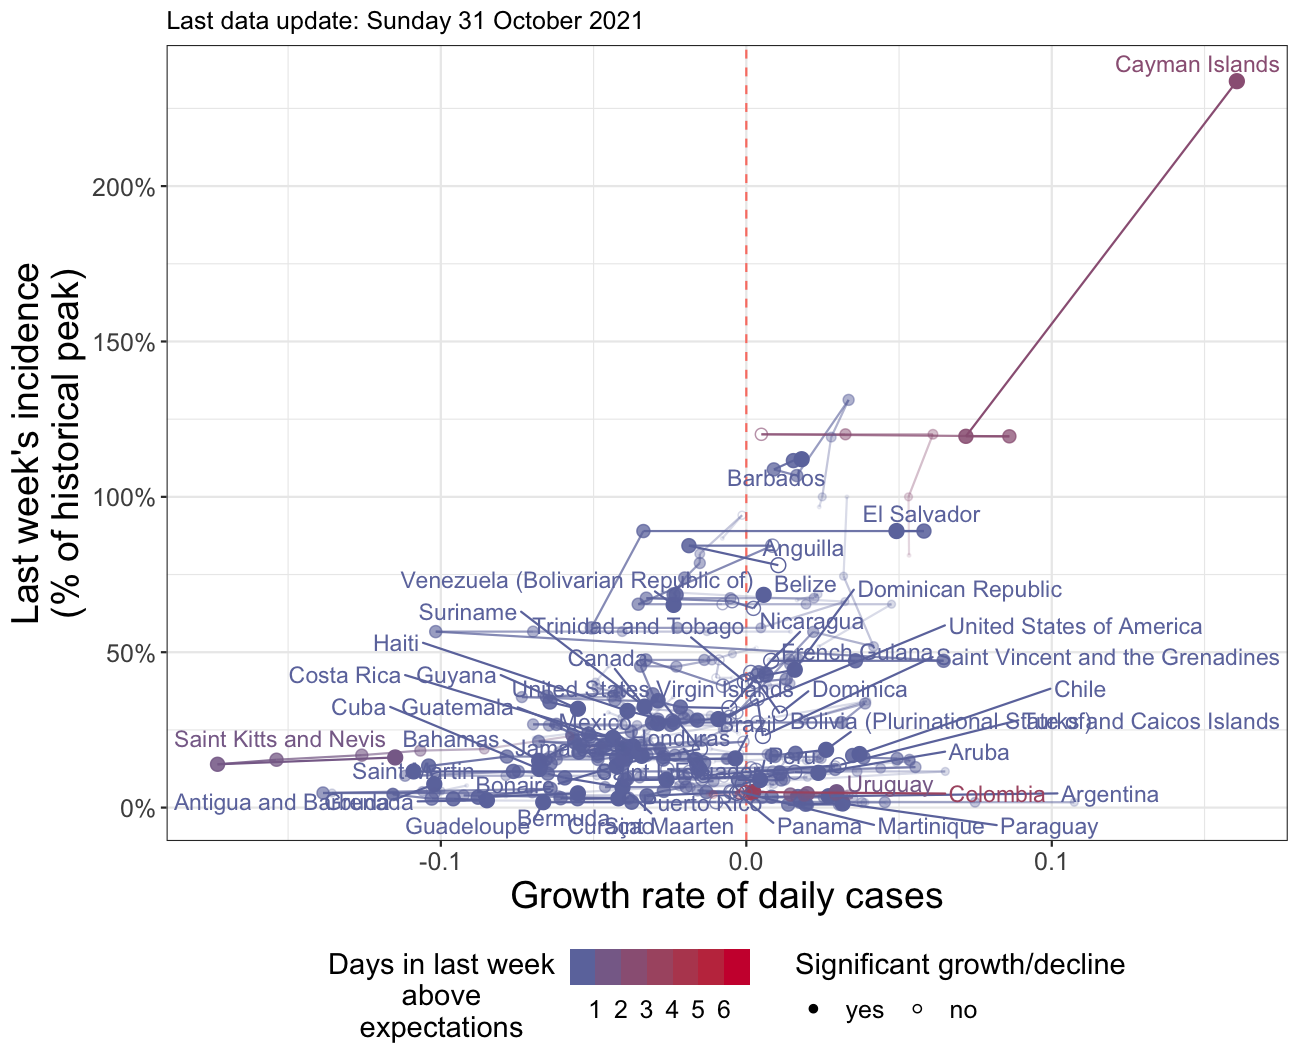 Last data update: Sunday 31 October 2021
Last week's incidence
(% of historical peak)
200%
150%
100%
50%
0%
Cayman Islands
Barbados
El Salvador
Anguilla
Venezuela (Bolivarian Republic of)
Belize
Dominican Republic
Suriname
Trinidad and Tobago
Nicaragua
United States of America
Haiti
Canada
French Guiana
Saint Vincent and the Grenadines
Costa Rica
Guyana
United States Virgin Islands
Dominica
Chile
Cuba
Guatemala
Mexico
Brazil
Bolivia (Plurinational State of)
Turks and Caicos Islands
Saint Kitts and Nevis
Bahamas
Jamaica
Honduras
Peru
Aruba
Saint Martin
Bonaire
Ecuador
Uruguay
Colombia
Argentina
Antigua and Barbuda
Grenada
Puerto Rico
Guadeloupe
Bermuda
Curaçao
Sint Maarten
Panama
Martinique
Paraguay
-0.1
0.0
0.1
Growth rate of daily cases
Days in last week
above
expectations
1 2 3 4 5 6
Significant growth/decline
yes
no